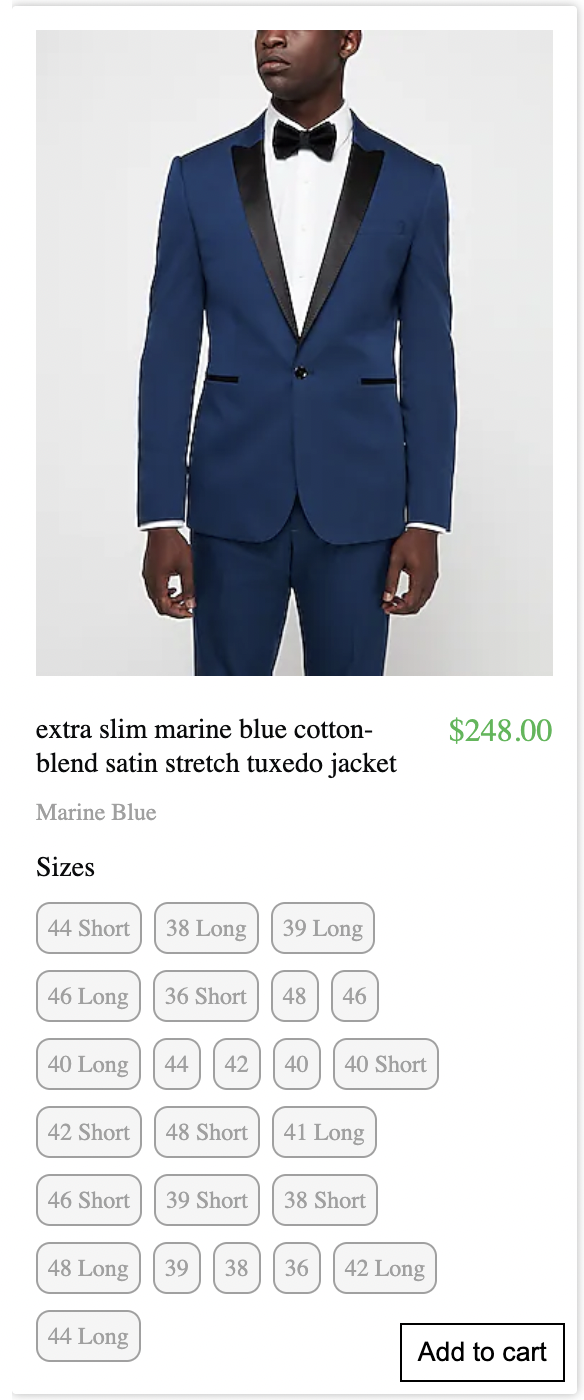 extra slim marine blue cotton-
blend satin stretch tuxedo jacket
$248.00
Marine Blue
Sizes
44 Short 38 Long 39 Long
46 Long 36 Short 48 46
40 Long 44 42 40 40 Short
42 Short 48 Short 41 Long
46 Short 39 Short 38 Short
48 Long 39 38 36 42 Long
44 Long
Add to cart